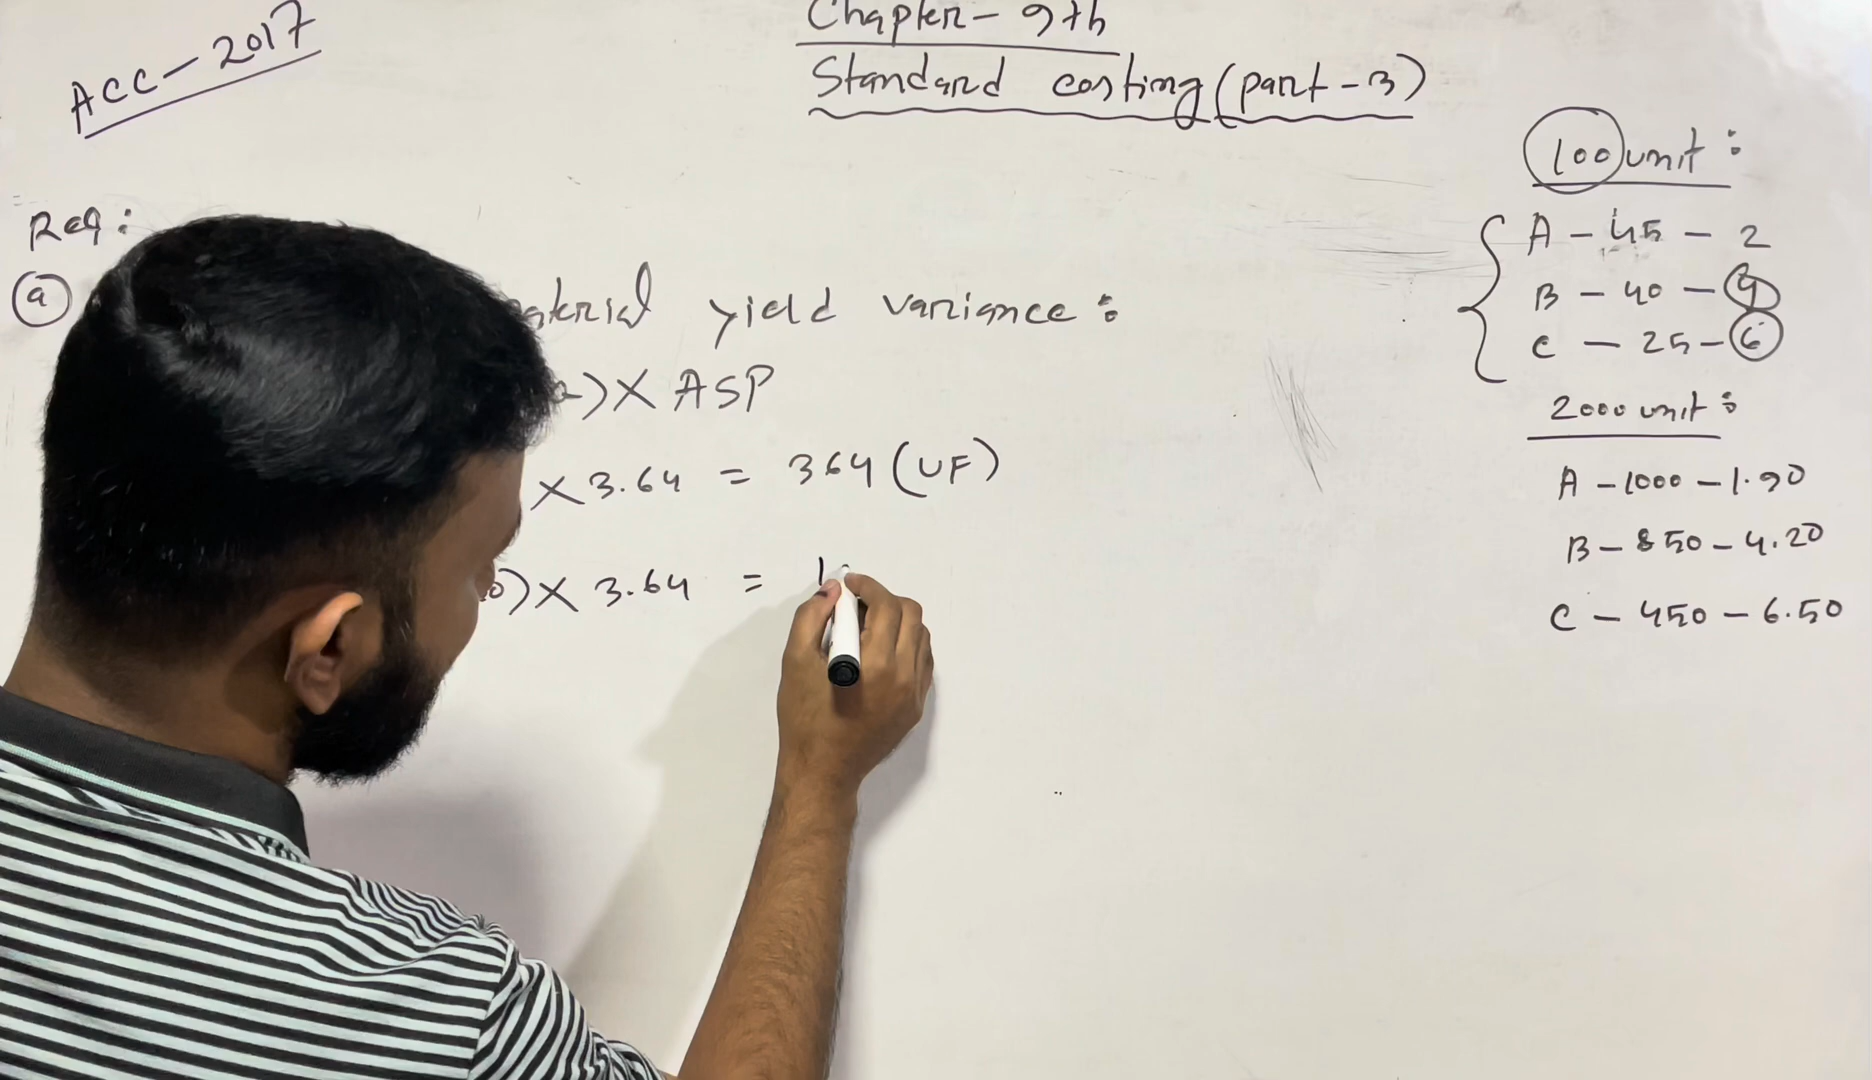 ACC-2017
Chapter-9th
Standard costing (part-3)
Req:
(a)
material yield variance:
)× ASP
× 3.64 = 364 (UF)
0)× 3.64 = 1
100 unit:
A - 45 - 2
B - 40 - 4
C - 25 - 6
2000 unit:
A - 1000 - 1.90
B - 850 - 4.20
C - 450 - 6.50